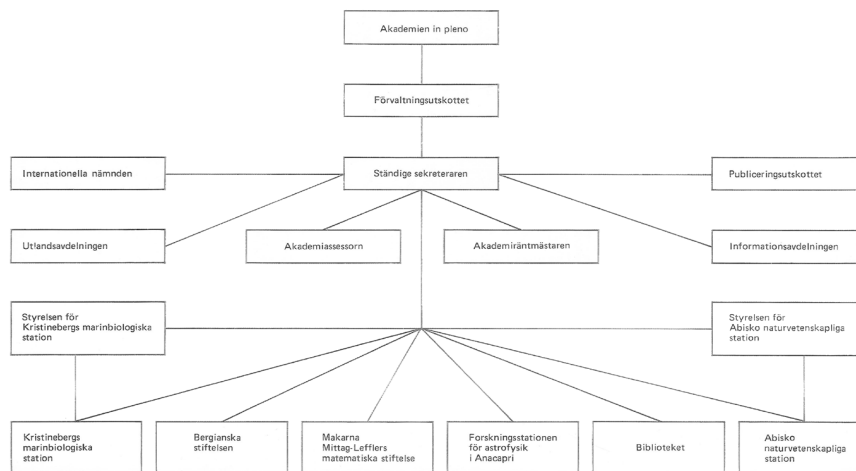 Akademien in pleno
Förvaltningsutskottet
Internationella nämnden
Ständige sekreteraren
Publiceringsutskottet
Utlandsavdelningen
Akademiassessorn
Akademiräntmästaren
Informationsavdelningen
Styrelsen för
Kristinebergs marinbiologiska
station
Styrelsen för
Abisko naturvetenskapliga
station
Kristinebergs
marinbiologiska
station
Bergianska
stiftelsen
Makarna
Mittag-Lefflers
matematiska stiftelse
Forskningsstationen
för astrofysik
i Anacapri
Biblioteket
Abisko
naturvetenskapliga
station